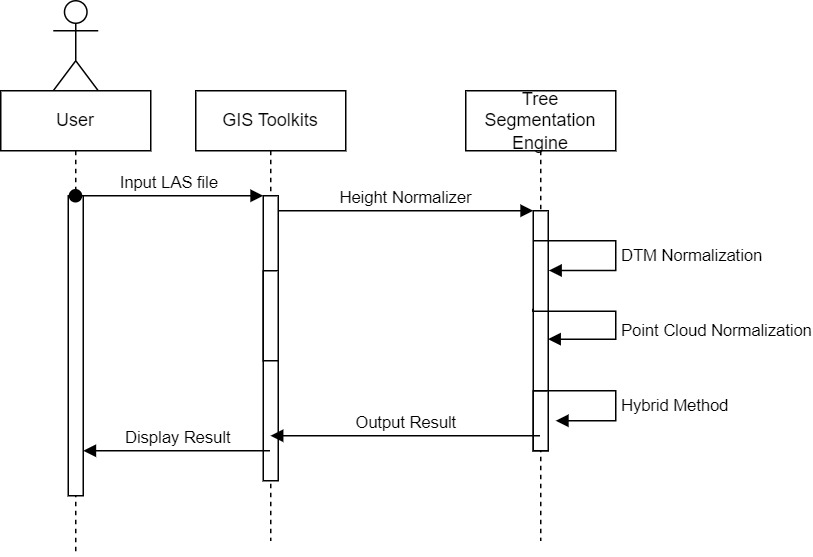 User
GIS Toolkits
Tree
Segmentation
Engine
Input LAS file
Height Normalizer
DTM Normalization
Point Cloud Normalization
Hybrid Method
Output Result
Display Result